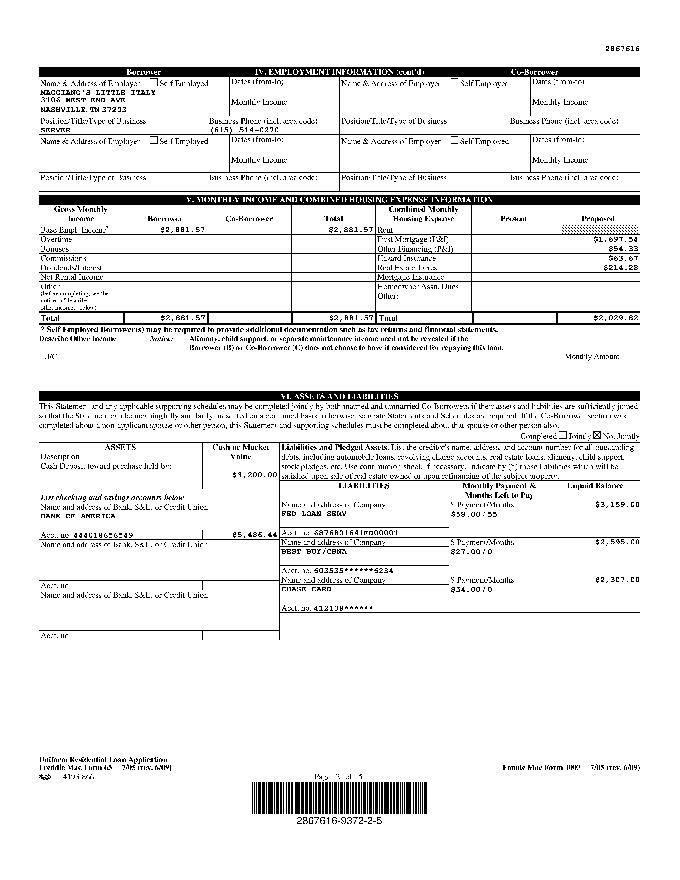 2867616
Borrower IV. EMPLOYMENT INFORMATION (cont'd) Co-Borrower
Name & Address of Employer Self Employed Dates (from-to) Name & Address of Employer Self Employed Dates (from-to)
MAGGIANO'S LITTLE ITALY
3106 WEST END AVE Monthly Income Monthly Income
NASHVILLE, TN 37203
Position/Title/Type of Business Business Phone (incl. area code) Position/Title/Type of Business Business Phone (incl. area code)
SERVER (615) 514-0270
Name & Address of Employer Self Employed Dates (from-to) Name & Address of Employer Self Employed Dates (from-to)
Monthly Income Monthly Income
Position/Title/Type of Business Business Phone (incl. area code) Position/Title/Type of Business Business Phone (incl. area code)
V. MONTHLY INCOME AND COMBINED HOUSING EXPENSE INFORMATION
Gross Monthly Income Borrower Co-Borrower Total Combined Monthly Housing Expense Present Proposed
Base Empl. Income* $2,881.57 $2,881.57 Rent
Overtime First Mortgage (P&I) $1,697.54
Bonuses Other Financing (P&I) $54.33
Commissions Hazard Insurance $63.67
Dividends/Interest Real Estate Taxes $214.28
Net Rental Income Mortgage Insurance
Other Homeowner Assn. Dues
(before completing, see the Other:
notice in "describe
other income" below)
Total $2,881.57 $2,881.57 Total $2,029.82
* Self Employed Borrower(s) may be required to provide additional documentation such as tax returns and financial statements.
Describe Other Income Notice: Alimony, child support, or separate maintenance income need not be revealed if the
Borrower (B) or Co-Borrower (C) does not choose to have it considered for repaying this loan.
B/C Monthly Amount
VI. ASSETS AND LIABILITIES
This Statement and any applicable supporting schedules may be completed jointly by both married and unmarried Co-Borrowers if their assets and liabilities are sufficiently joined
so that the Statement can be meaningfully and fairly presented on a combined basis; otherwise, separate Statements and Schedules are required. If the Co-Borrower section was
completed about a non-applicant spouse or other person, this Statement and supporting schedules must be completed about that spouse or other person also.
Completed Jointly Not Jointly
ASSETS Cash or Market Value
Description
Cash Deposit toward purchase held by:
$3,200.00
Liabilities and Pledged Assets. List the creditor's name, address, and account number for all outstanding
debts, including automobile loans, revolving charge accounts, real estate loans, alimony, child support,
stock pledges, etc. Use continuation sheet, if necessary. Indicate by (*) those liabilities which will be
satisfied upon sale of real estate owned or upon refinancing of the subject property.
LIABILITIES Monthly Payment & Months Left to Pay Unpaid Balance
List checking and savings accounts below
Name and address of Bank, S&L, or Credit Union Name and address of Company $ Payment/Months $3,159.00
BANK OF AMERICA FED LOAN SERV $58.00/55
Acct. no. 444018656549 $5,486.44 Acct. no.
Name and address of Bank, S&L, or Credit Union Name and address of Company $ Payment/Months $2,595.00
BEST BUY/CBNA $27.00/0
Acct. no. Acct. no. 603535******6234
Name and address of Bank, S&L, or Credit Union Name and address of Company $ Payment/Months $2,307.00
CHASE CARD $34.00/0
Acct. no. 412138******
Acct. no.
Uniform Residential Loan Application
Freddie Mac Form 65 7/05 (rev. 6/09) Fannie Mae Form 1003 7/05 (rev. 6/09)
Page 2 of 5
2867616-9372-2-5